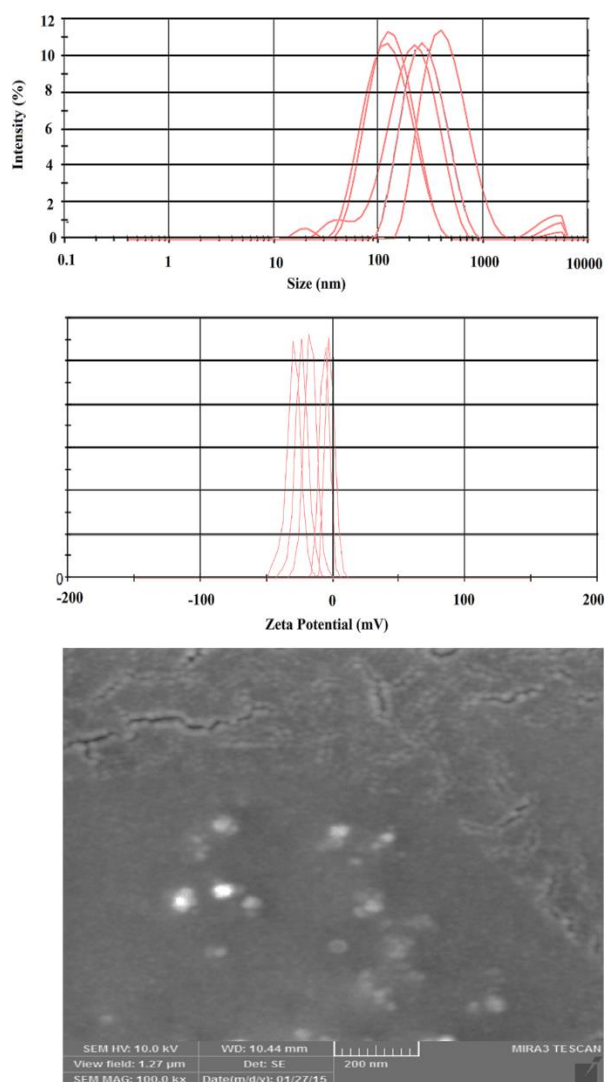 12
10
8
6
4
2
0
Intensity (%)
0.1 1 10 100 1000 10000
Size (nm)
0
-200 -100 0 100 200
Zeta Potential (mV)
SEM HV: 10.0 kV WD: 10.44 mm MIRA3 TESCAN
View field: 1.27 µm Det: SE 200 nm
SEM MAG: 100.0 kx Date(m/d/y): 01/27/15